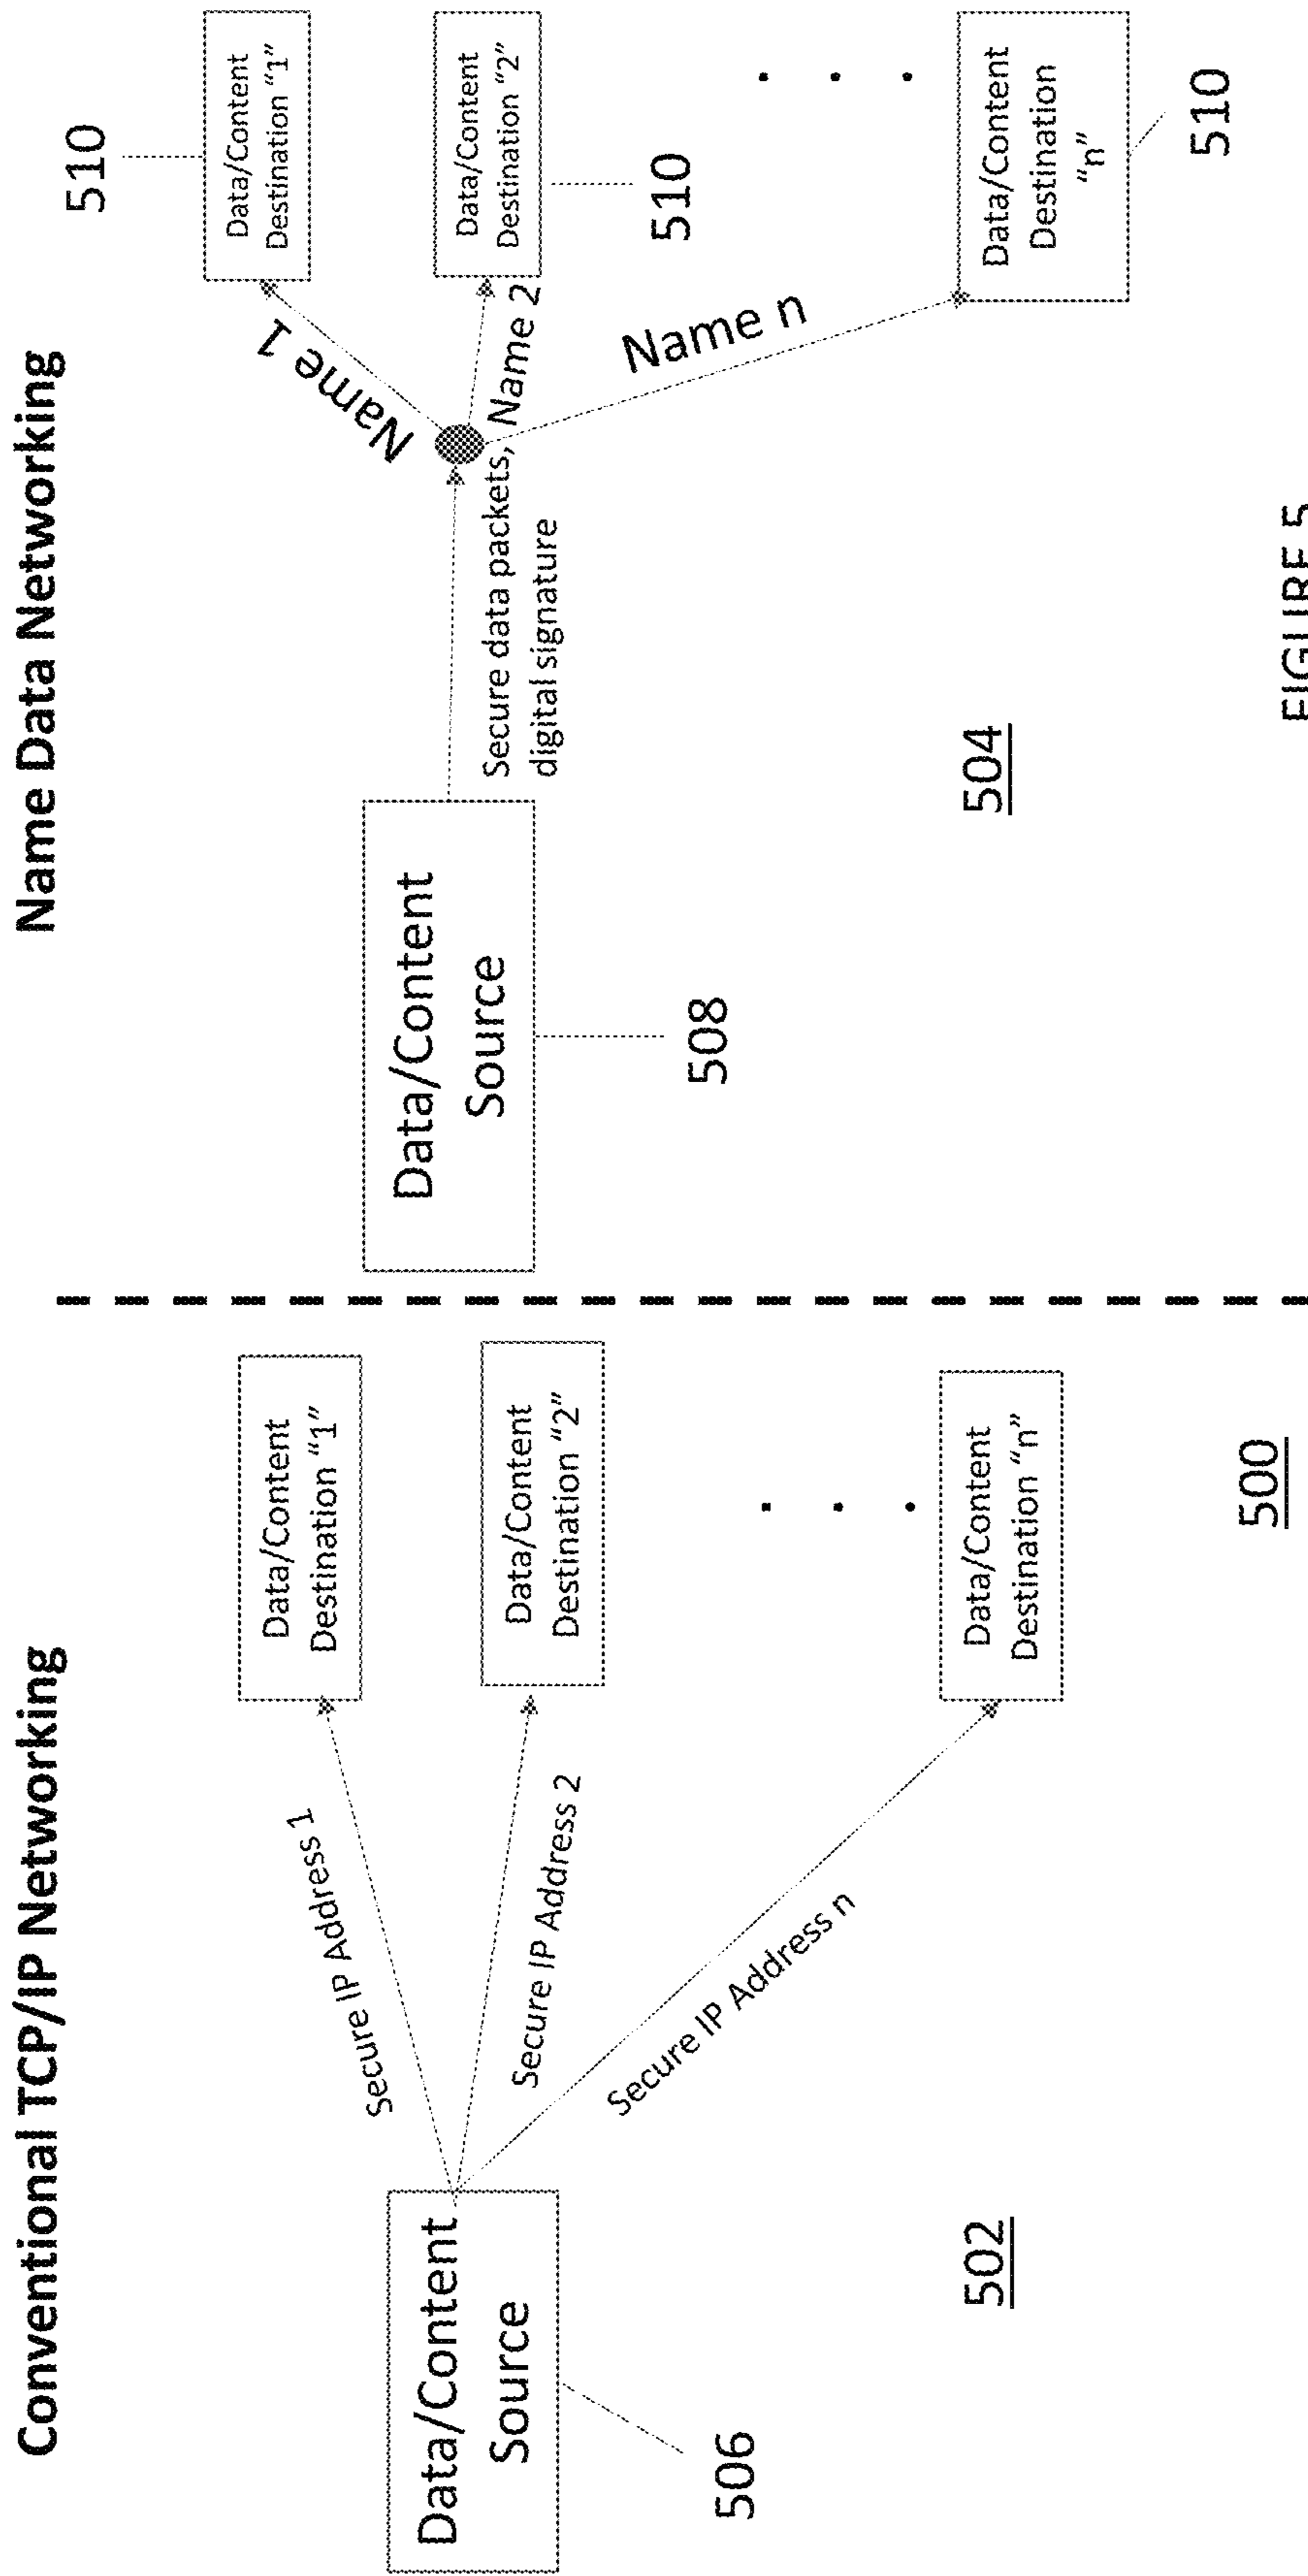 Conventional TCP/IP Networking
Data/Content
Source
506
Secure IP Address 1
Secure IP Address 2
Secure IP Address n
Data/Content
Destination “1”
Data/Content
Destination “2”
. . .
Data/Content
Destination “n”
502
500
Name Data Networking
Data/Content
Source
508
Secure data packets,
digital signature
Name 1
Name 2
Name n
510
Data/Content
Destination “1”
Data/Content
Destination “2”
510
. . .
Data/Content
Destination
“n”
510
504
FIGURE 5